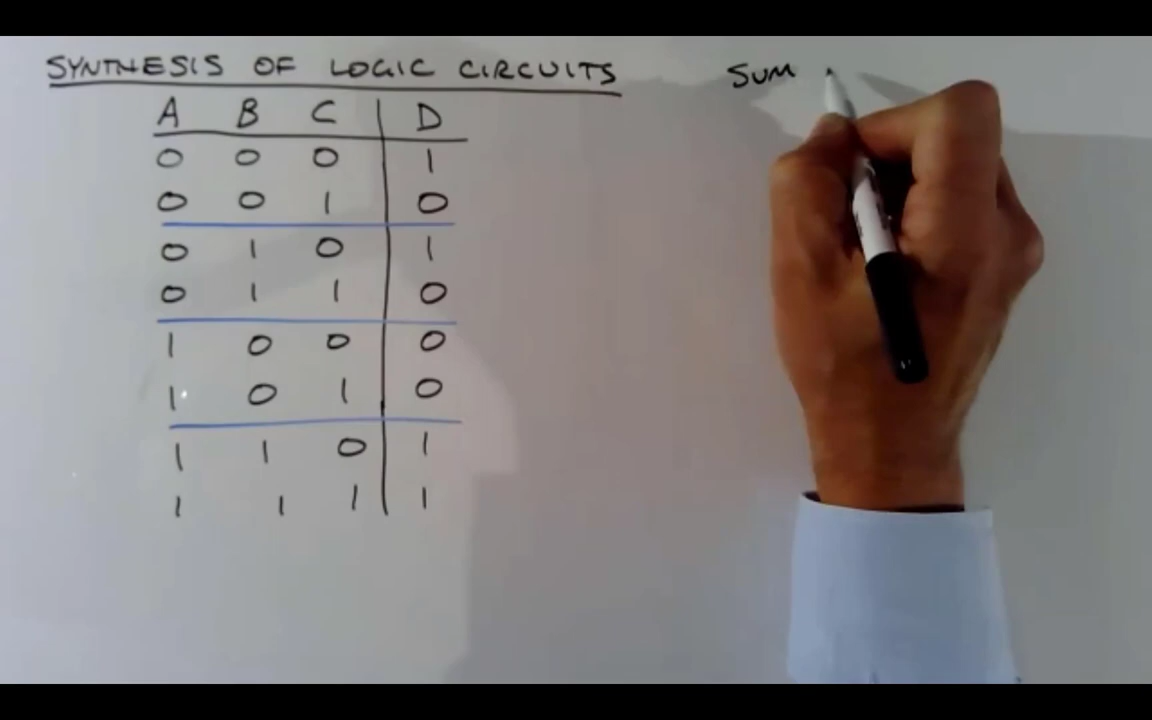 SYNTHESIS OF LOGIC CIRCUITS
SUM
A B C D
0 0 0 1
0 0 1 0
0 1 0 1
0 1 1 0
1 0 0 0
1 0 1 0
1 1 0 1
1 1 1 1